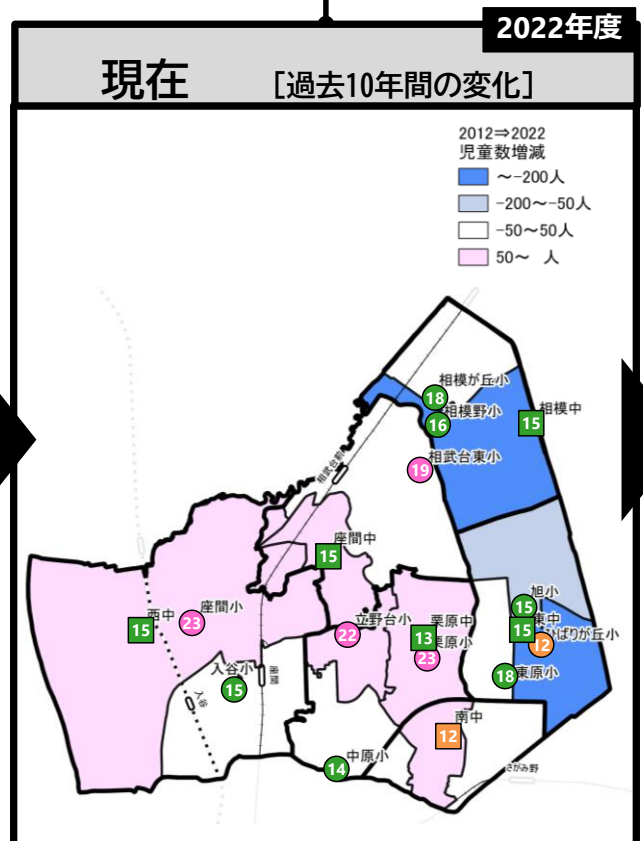 2022年度
現在 [過去10年間の変化]
2012⇒2022
児童数増減
～-200人
-200～-50人
-50～50人
50～ 人
相模が丘小
18
相模野小
16
相模中
15
相武台東小
19
相武台前
座間中
15
旭小
15
東中
15
ひばりが丘小
12
西中
15
座間小
23
立野台小
22
栗原中
13
栗原小
23
入谷小
15
座間
入谷
東原小
18
南中
12
中原小
14
さがみ野